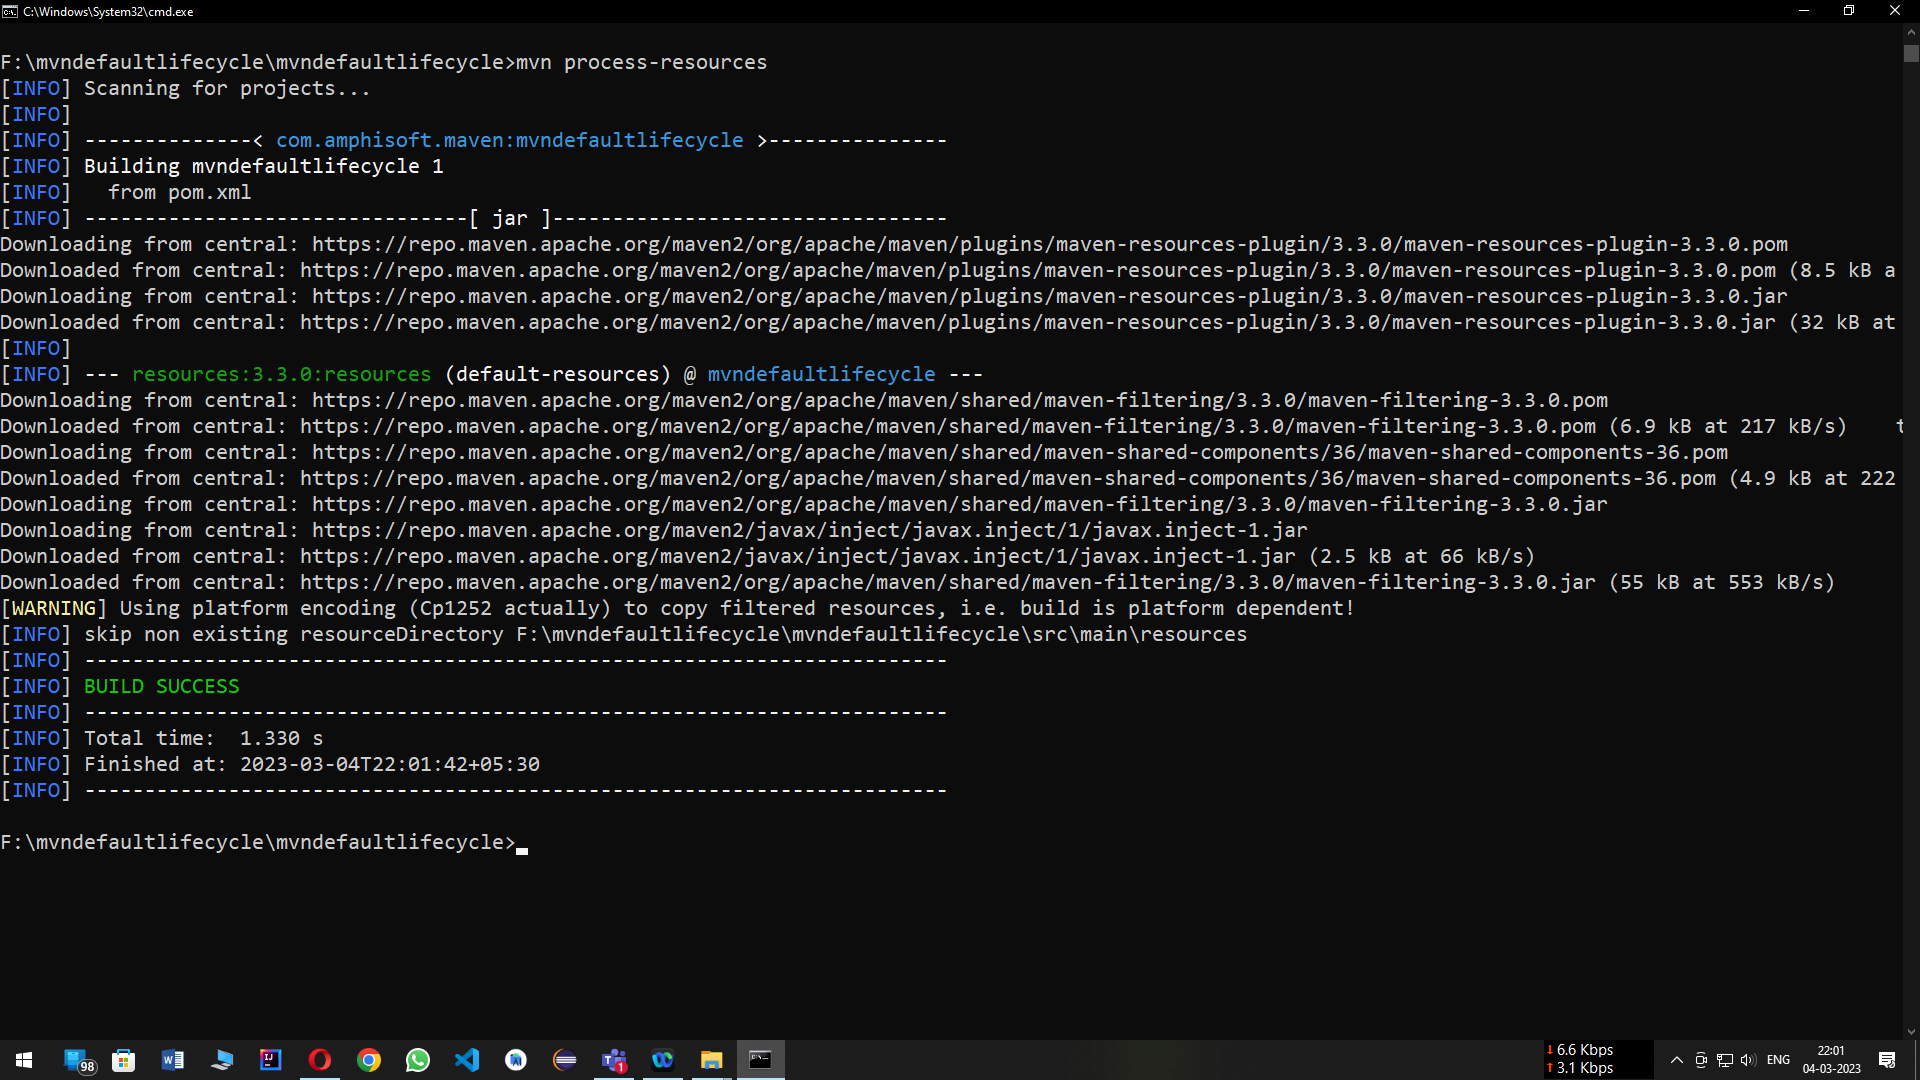 C:\Windows\System32\cmd.exe
F:\mvndefaultlifecycle\mvndefaultlifecycle>mvn process-resources
[INFO] Scanning for projects...
[INFO]
[INFO] --------------< com.amphisoft.maven:mvndefaultlifecycle >---------------
[INFO] Building mvndefaultlifecycle 1
[INFO]   from pom.xml
[INFO] --------------------------------[ jar ]---------------------------------
Downloading from central: https://repo.maven.apache.org/maven2/org/apache/maven/plugins/maven-resources-plugin/3.3.0/maven-resources-plugin-3.3.0.pom
Downloaded from central: https://repo.maven.apache.org/maven2/org/apache/maven/plugins/maven-resources-plugin/3.3.0/maven-resources-plugin-3.3.0.pom (8.5 kB a
Downloading from central: https://repo.maven.apache.org/maven2/org/apache/maven/plugins/maven-resources-plugin/3.3.0/maven-resources-plugin-3.3.0.jar
Downloaded from central: https://repo.maven.apache.org/maven2/org/apache/maven/plugins/maven-resources-plugin/3.3.0/maven-resources-plugin-3.3.0.jar (32 kB at
[INFO]
[INFO] --- resources:3.3.0:resources (default-resources) @ mvndefaultlifecycle ---
Downloading from central: https://repo.maven.apache.org/maven2/org/apache/maven/shared/maven-filtering/3.3.0/maven-filtering-3.3.0.pom
Downloaded from central: https://repo.maven.apache.org/maven2/org/apache/maven/shared/maven-filtering/3.3.0/maven-filtering-3.3.0.pom (6.9 kB at 217 kB/s)    t
Downloading from central: https://repo.maven.apache.org/maven2/org/apache/maven/shared/maven-shared-components/36/maven-shared-components-36.pom
Downloaded from central: https://repo.maven.apache.org/maven2/org/apache/maven/shared/maven-shared-components/36/maven-shared-components-36.pom (4.9 kB at 222
Downloading from central: https://repo.maven.apache.org/maven2/org/apache/maven/shared/maven-filtering/3.3.0/maven-filtering-3.3.0.jar
Downloading from central: https://repo.maven.apache.org/maven2/javax/inject/javax.inject/1/javax.inject-1.jar
Downloaded from central: https://repo.maven.apache.org/maven2/javax/inject/javax.inject/1/javax.inject-1.jar (2.5 kB at 66 kB/s)
Downloaded from central: https://repo.maven.apache.org/maven2/org/apache/maven/shared/maven-filtering/3.3.0/maven-filtering-3.3.0.jar (55 kB at 553 kB/s)
[WARNING] Using platform encoding (Cp1252 actually) to copy filtered resources, i.e. build is platform dependent!
[INFO] skip non existing resourceDirectory F:\mvndefaultlifecycle\mvndefaultlifecycle\src\main\resources
[INFO] ------------------------------------------------------------------------
[INFO] BUILD SUCCESS
[INFO] ------------------------------------------------------------------------
[INFO] Total time:  1.330 s
[INFO] Finished at: 2023-03-04T22:01:42+05:30
[INFO] ------------------------------------------------------------------------
F:\mvndefaultlifecycle\mvndefaultlifecycle>
98
1
↓ 6.6 Kbps
↑ 3.1 Kbps
ENG
22:01
04-03-2023